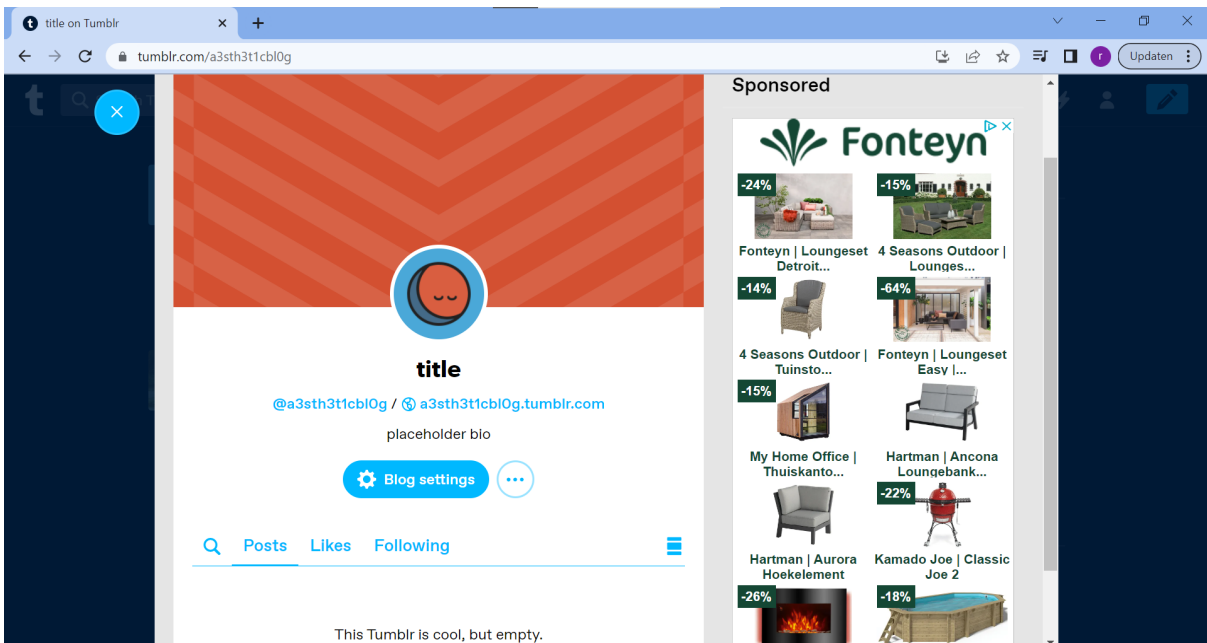 title on Tumblr
tumblr.com/a3sth3t1cbl0g
r
Updaten
t
Sponsored
Fonteyn
-24%
-15%
Fonteyn | Loungeset
Detroit...
4 Seasons Outdoor |
Lounges...
-14%
-64%
4 Seasons Outdoor |
Tuinsto...
Fonteyn | Loungeset
Easy |...
-15%
My Home Office |
Thuiskanto...
Hartman | Ancona
Loungebank...
-22%
Hartman | Aurora
Hoekelement
Kamado Joe | Classic
Joe 2
-26%
-18%
title
@a3sth3t1cbl0g / a3sth3t1cbl0g.tumblr.com
placeholder bio
Blog settings
Posts Likes Following
This Tumblr is cool, but empty.